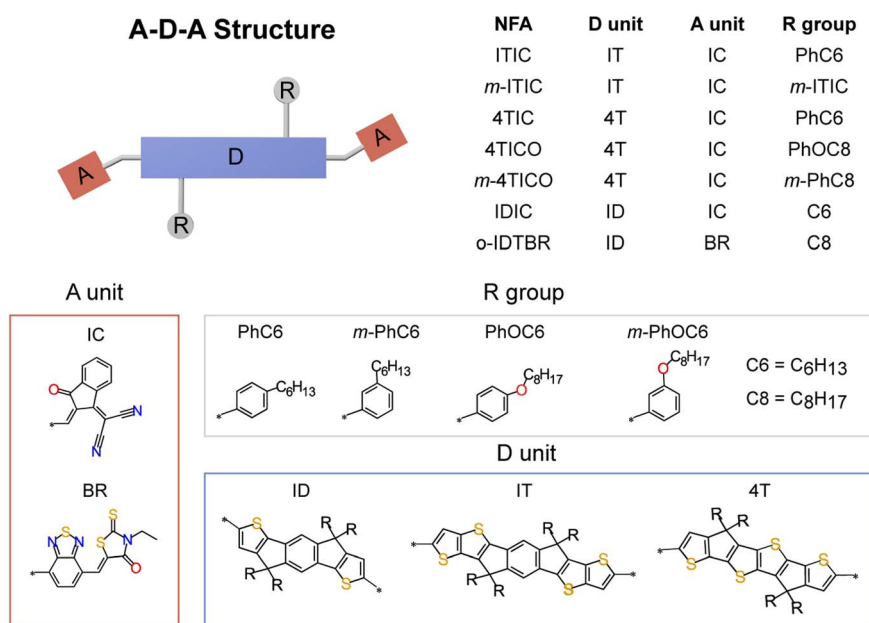 A-D-A Structure
R
A
D
A
R
NFA D unit A unit R group
ITIC IT IC PhC6
m-ITIC IT IC m-ITIC
4TIC 4T IC PhC6
4TICO 4T IC PhOC8
m-4TICO 4T IC m-PhC8
IDIC ID IC C6
o-IDTBR ID BR C8
A unit
IC
O
*
N
N
BR
N S N
S
S
N
O
*
R group
PhC6 m-PhC6 PhOC6 m-PhOC6
C6H13
*
C6H13
*
C8H17
O
*
C8H17
O
*
C6 = C6H13
C8 = C8H17
D unit
ID IT 4T
* S R R
R R S *
* S S R R
R R S S *
* S R R S
S R R S *